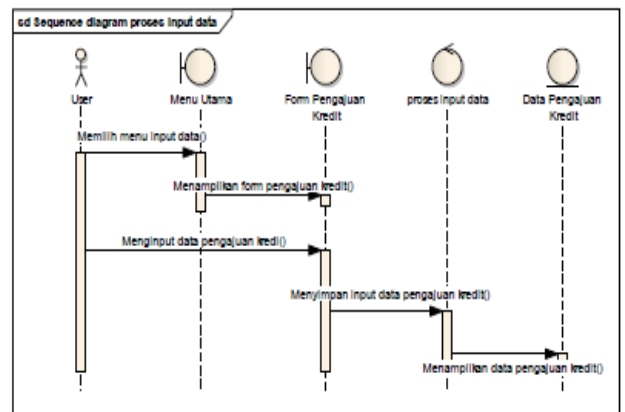 sd Sequence diagram proses input data
User
Menu Utama
Form Pengajuan
Kredit
proses input data
Data Pengajuan
Kredit
Memilih menu input data()
Menampilkan form pengajuan kredit()
Menginput data pengajuan kredi()
Menyimpan input data pengajuan kredit()
Menampilkan data pengajuan kredit()